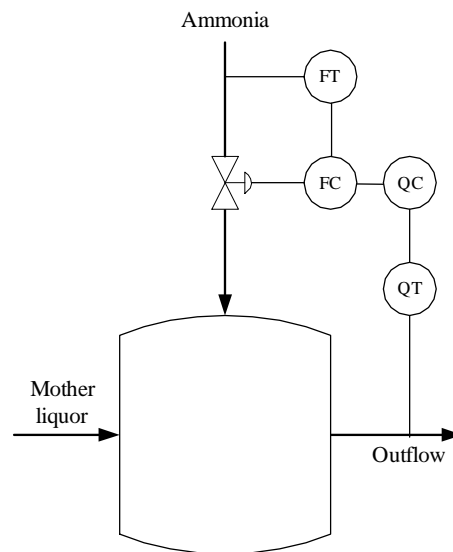 Ammonia
FT
FC
QC
QT
Mother
liquor
Outflow